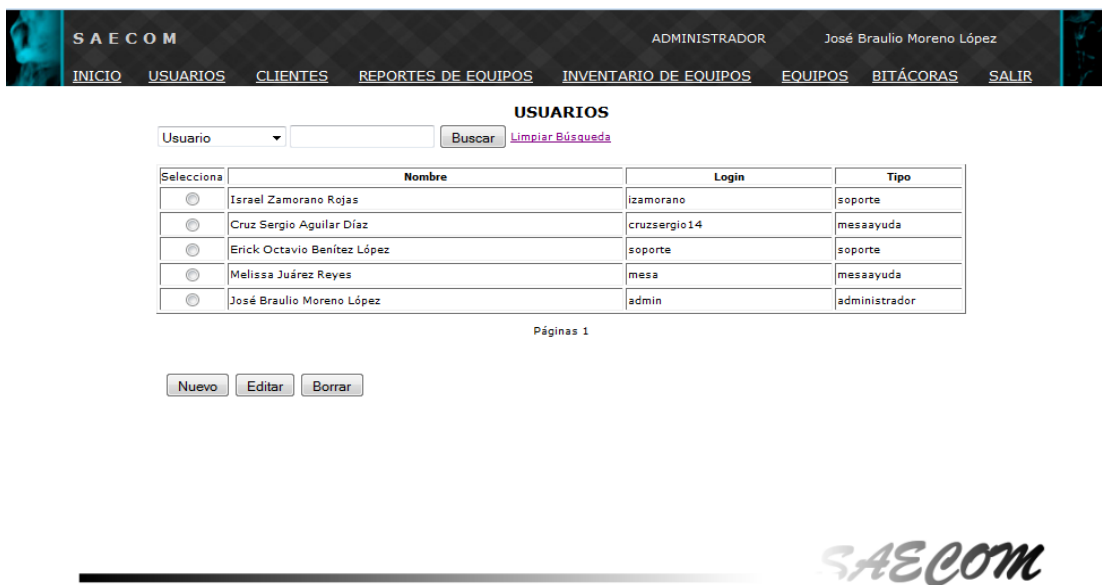 SAECOM ADMINISTRADOR José Braulio Moreno López
INICIO USUARIOS CLIENTES REPORTES DE EQUIPOS INVENTARIO DE EQUIPOS EQUIPOS BITÁCORAS SALIR
USUARIOS
Usuario Buscar Limpiar Búsqueda
Selecciona Nombre Login Tipo
Israel Zamorano Rojas izamorano soporte
Cruz Sergio Aguilar Díaz cruzsergio14 mesaayuda
Erick Octavio Benítez López soporte soporte
Melissa Juárez Reyes mesa mesaayuda
José Braulio Moreno López admin administrador
Páginas 1
Nuevo Editar Borrar
SAECOM